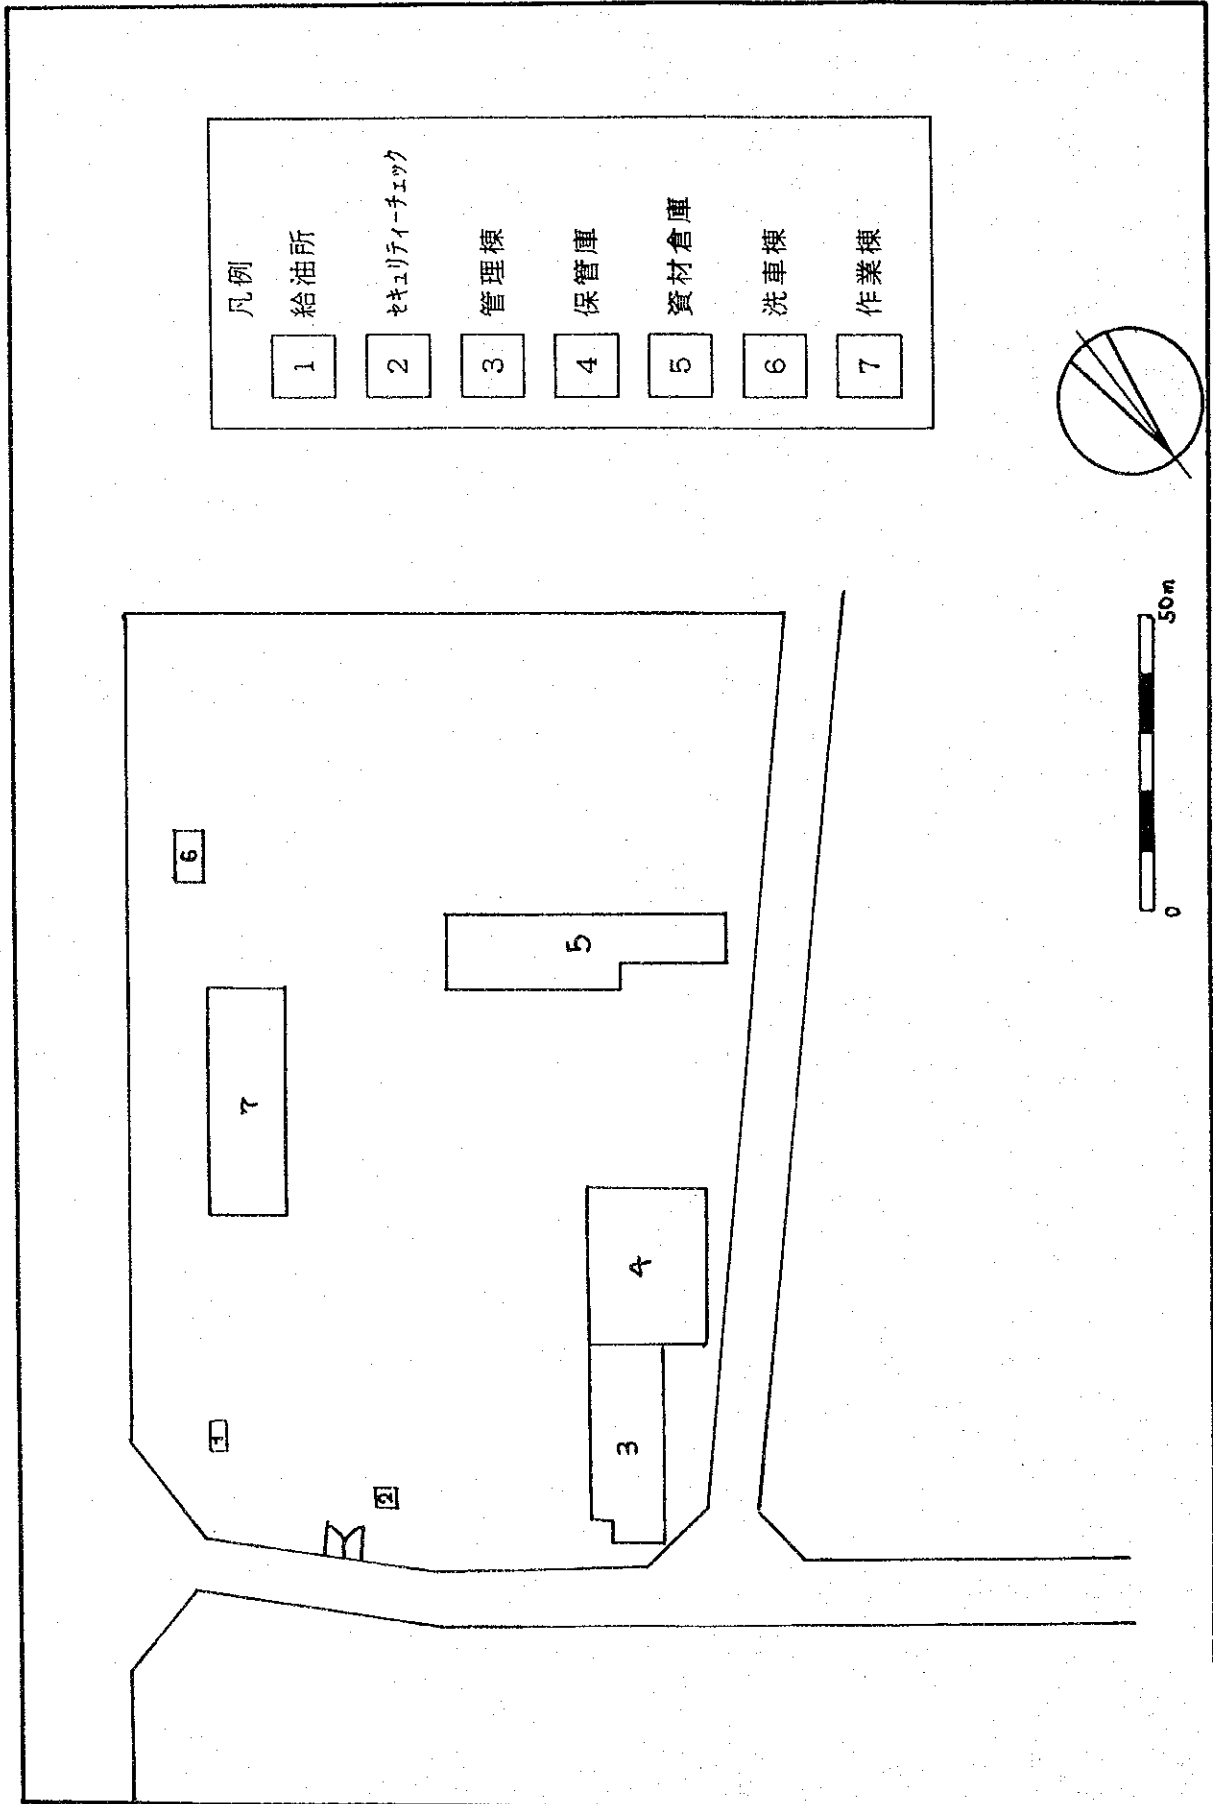 凡例
1 給油所
2 セキュリティーチェック
3 管理棟
4 保管庫
5 資材倉庫
6 洗車棟
7 作業棟
1
2
3
4
5
6
7
0
50m